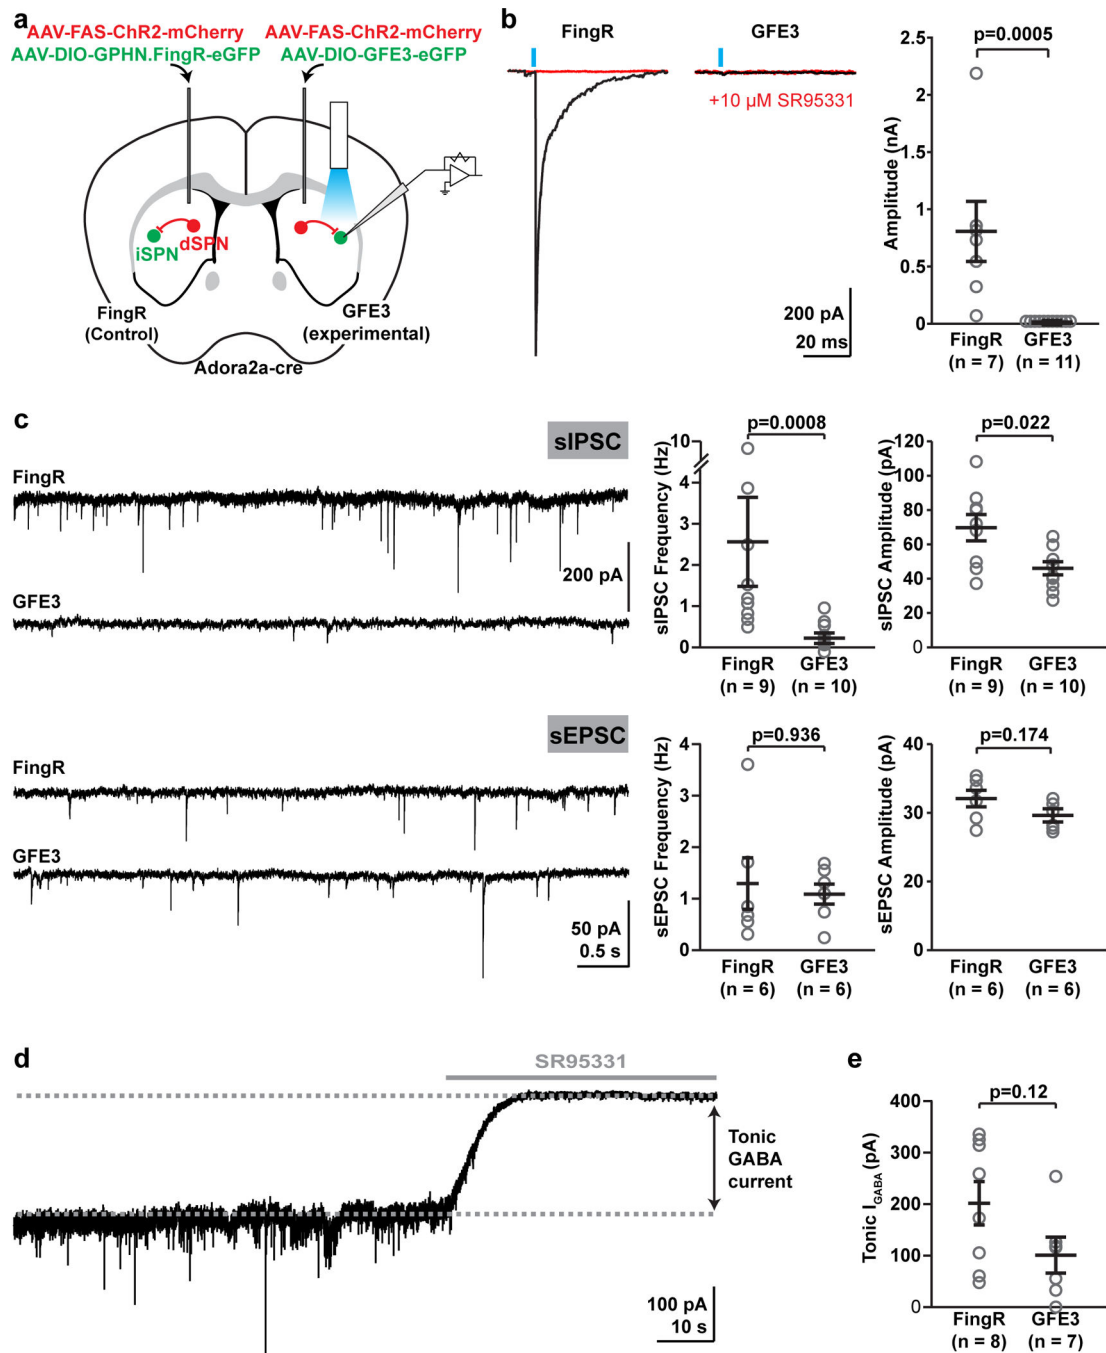 a
AAV-FAS-ChR2-mCherry
AAV-FAS-ChR2-mCherry
AAV-DIO-GPHN.FingR-eGFP
AAV-DIO-GFE3-eGFP
iSPN
dSPN
FingR
(Control)
GFE3
(experimental)
Adora2a-cre
b
FingR
GFE3
+10 µM SR95331
200 pA
20 ms
p=0.0005
Amplitude (nA)
2.5
2
1.5
1
0.5
0
FingR
(n = 7)
GFE3
(n = 11)
c
sIPSC
FingR
200 pA
GFE3
p=0.0008
sIPSC Frequency (Hz)
10
4
3
2
1
0
FingR
(n = 9)
GFE3
(n = 10)
p=0.022
sIPSC Amplitude (pA)
120
100
80
60
40
20
0
FingR
(n = 9)
GFE3
(n = 10)
sEPSC
FingR
GFE3
50 pA
0.5 s
p=0.936
sEPSC Frequency (Hz)
4
3
2
1
0
FingR
(n = 6)
GFE3
(n = 6)
p=0.174
sEPSC Amplitude (pA)
40
30
20
0
FingR
(n = 6)
GFE3
(n = 6)
d
SR95331
Tonic
GABA
current
100 pA
10 s
e
p=0.12
Tonic IGABA (pA)
400
300
200
100
0
FingR
(n = 8)
GFE3
(n = 7)